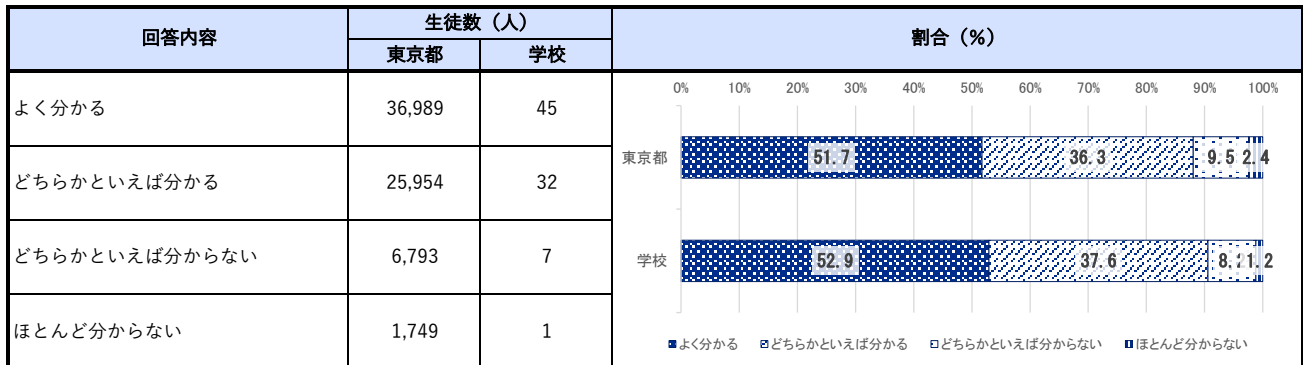 回答内容
生徒数（人）
割合（%）
東京都
学校
よく分かる
36,989
45
どちらかといえば分かる
25,954
32
どちらかといえば分からない
6,793
7
ほとんど分からない
1,749
1
0%
10%
20%
30%
40%
50%
60%
70%
80%
90%
100%
東京都
51.7
36.3
9.5
2.4
学校
52.9
37.6
8.2
1.2
よく分かる
どちらかといえば分かる
どちらかといえば分からない
ほとんど分からない